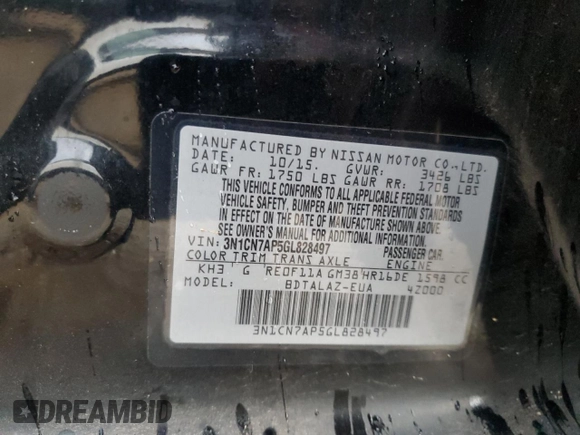 MANUFACTURED BY NISSAN MOTOR CO.,LTD.
DATE: 10/15. GVWR: 3426 LBS
GAWR FR: 1750 LBS GAWR RR: 1708 LBS
THIS VEHICLE CONFORMS TO ALL APPLICABLE FEDERAL MOTOR
VEHICLE SAFETY, BUMPER AND THEFT PREVENTION STANDARDS
IN EFFECT ON THE DATE OF MANUFACTURE SHOWN ABOVE.
SEE OWNER'S MANUAL FOR ADDITIONAL INFORMATION.
VIN: 3N1CN7AP5GL828497 PASSENGER CAR
COLOR TRIM TRANS AXLE ENGINE
KH3 G RE0F11A GM38 HR16DE 1598 CC
BDTALAZ-EUA 4Z000
3N1CN7AP5GL828497
DREAMBID